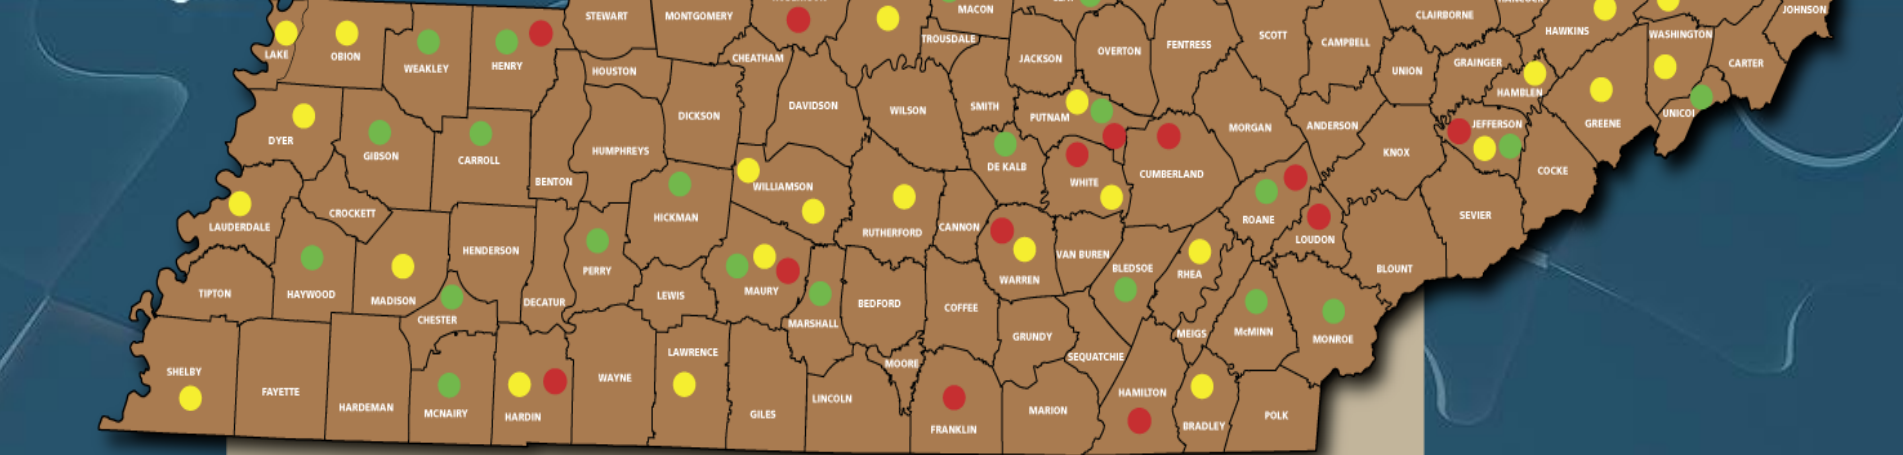 JOHNSON
MACON
STEWART
MONTGOMERY
CLAIBORNE
HAWKINS
WASHINGTON
TROUSDALE
SCOTT
CAMPBELL
FENTRESS
OVERTON
LAKE
OBION
CHEATHAM
JACKSON
GRAINGER
CARTER
WEAKLEY
HENRY
HOUSTON
UNION
HAMBLEN
DAVIDSON
WILSON
SMITH
DICKSON
PUTNAM
UNICOI
JEFFERSON
GREENE
ANDERSON
MORGAN
DYER
HUMPHREYS
KNOX
GIBSON
CARROLL
DE KALB
COCKE
CUMBERLAND
BENTON
WHITE
WILLIAMSON
CROCKETT
HICKMAN
SEVIER
ROANE
LAUDERDALE
CANNON
RUTHERFORD
LOUDON
HENDERSON
VAN BUREN
PERRY
BLEDSOE
BLOUNT
RHEA
WARREN
TIPTON
HAYWOOD
LEWIS
MAURY
MADISON
DECATUR
BEDFORD
COFFEE
CHESTER
MARSHALL
McMINN
MEIGS
GRUNDY
MONROE
LAWRENCE
SEQUATCHIE
MOORE
SHELBY
WAYNE
FAYETTE
HAMILTON
LINCOLN
HARDEMAN
MARION
MCNAIRY
GILES
POLK
HARDIN
BRADLEY
FRANKLIN